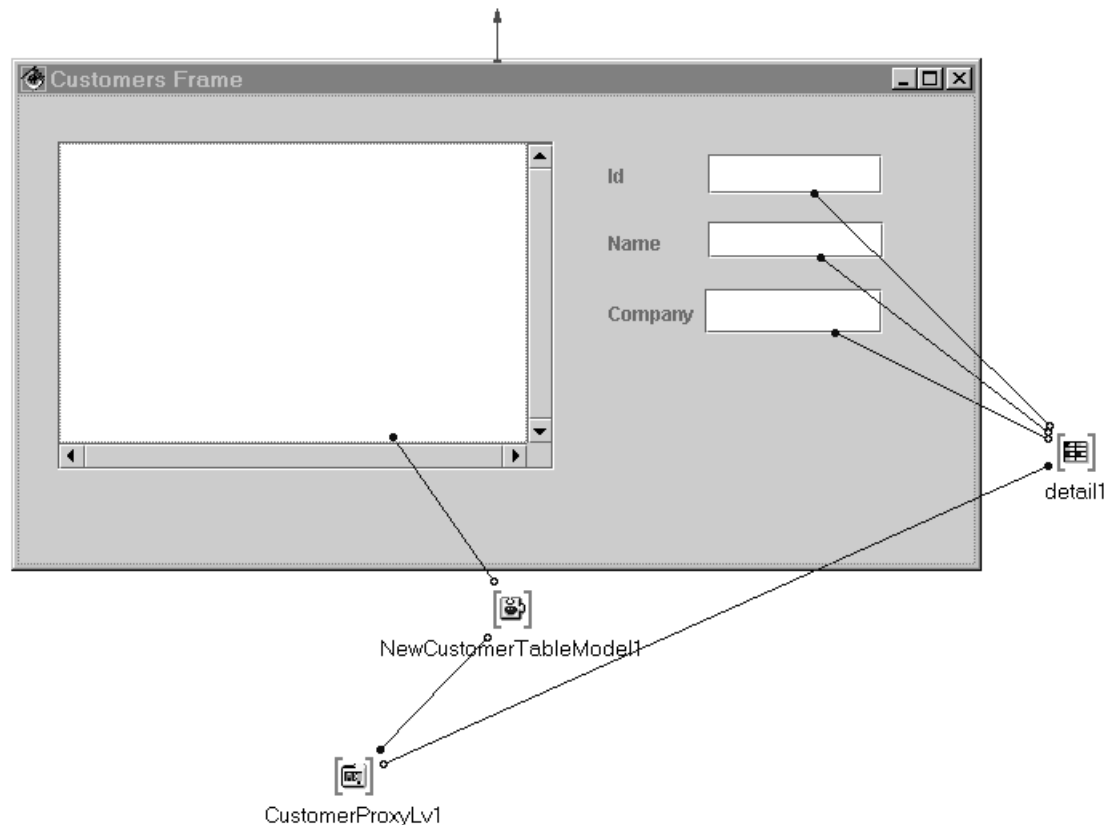 Customers Frame
Id
Name
Company
detail1
NewCustomerTableModel1
CustomerProxyLv1